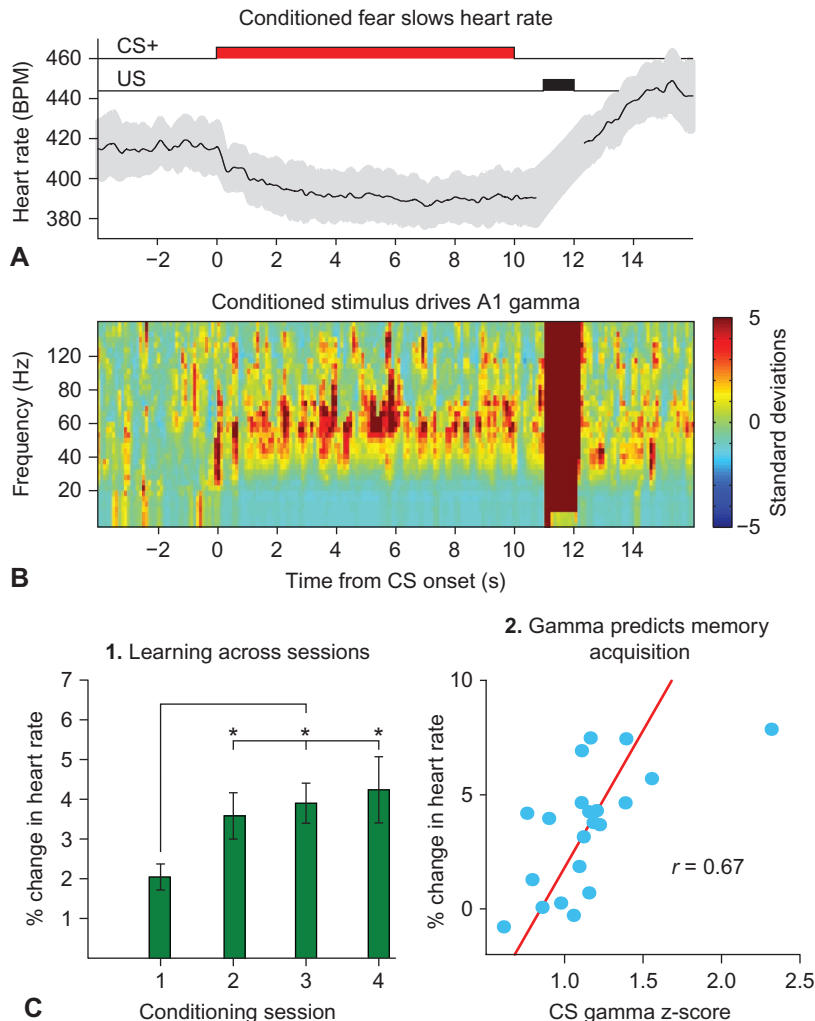 Conditioned fear slows heart rate
CS+
US
Heart rate (BPM)
460
440
420
400
380
−2 0 2 4 6 8 10 12 14
A
Conditioned stimulus drives A1 gamma
Frequency (Hz)
120
80
60
40
20
−2 0 2 4 6 8 10 12 14
Time from CS onset (s)
5
0
−5
Standard deviations
B
1. Learning across sessions
% change in heart rate
7
6
5
4
3
2
1
* * *
1 2 3 4
Conditioning session
2. Gamma predicts memory
acquisition
% change in heart rate
10
5
0
r = 0.67
1.0 1.5 2.0 2.5
CS gamma z-score
C